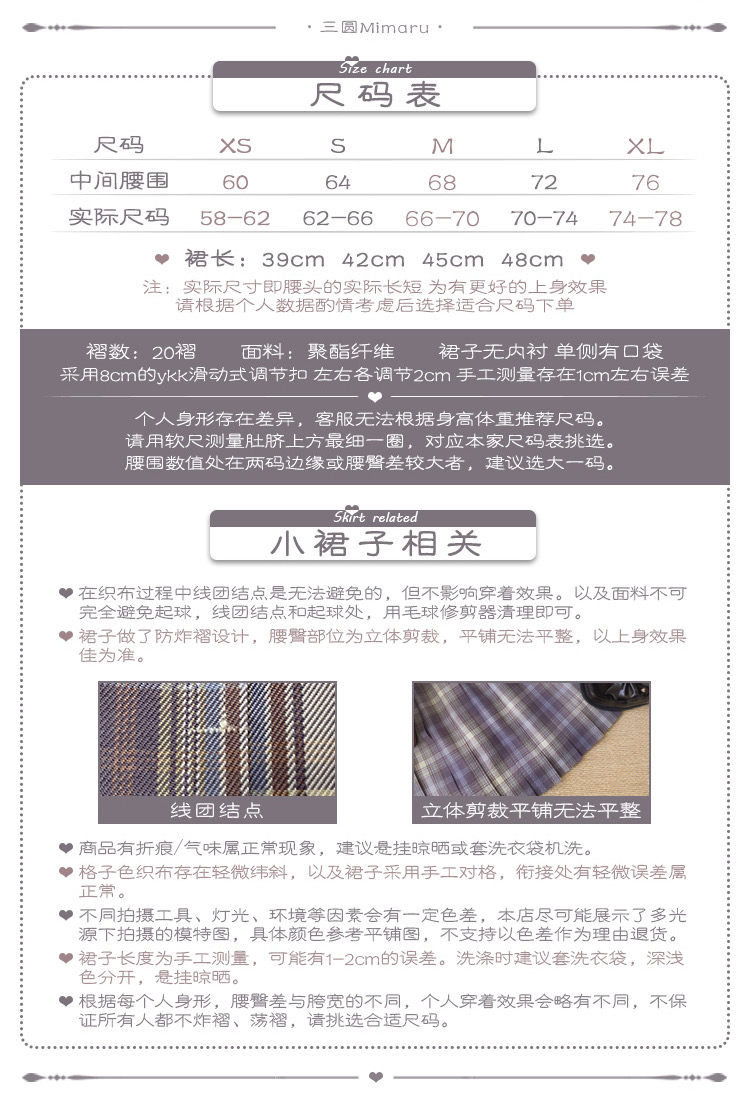 ·三圆Mimaru·
Size chart
尺码表
尺码 XS S M L XL
中间腰围 60 64 68 72 76
实际尺码 58-62 62-66 66-70 70-74 74-78
裙长：39cm 42cm 45cm 48cm
注：实际尺寸即腰头的实际长短 为有更好的上身效果
请根据个人数据酌情考虑后选择适合尺码下单
褶数：20褶 面料：聚酯纤维 裙子无内衬 单侧有口袋
采用8cm的ykk滑动式调节扣 左右各调节2cm 手工测量存在1cm左右误差
个人身形存在差异，客服无法根据身高体重推荐尺码。
请用软尺测量肚脐上方最细一圈，对应本家尺码表挑选。
腰围数值处在两码边缘或腰臀差较大者，建议选大一码。
Skirt related
小裙子相关
在织布过程中线团结点是无法避免的，但不影响穿着效果。以及面料不可
完全避免起球，线团结点和起球处，用毛球修剪器清理即可。
裙子做了防炸褶设计，腰臀部位为立体剪裁，平铺无法平整，以上身效果
佳为准。
线团结点
立体剪裁平铺无法平整
商品有折痕/气味属正常现象，建议悬挂晾晒或套洗衣袋机洗。
格子色织布存在轻微纬斜，以及裙子采用手工对格，衔接处有轻微误差属
正常。
不同拍摄工具、灯光、环境等因素会有一定色差，本店尽可能展示了多光
源下拍摄的模特图，具体颜色参考平铺图，不支持以色差作为理由退货。
裙子长度为手工测量，可能有1-2cm的误差。洗涤时建议套洗衣袋，深浅
色分开，悬挂晾晒。
根据每个人身形，腰臀差与胯宽的不同，个人穿着效果会略有不同，不保
证所有人都不炸褶、荡褶，请挑选合适尺码。